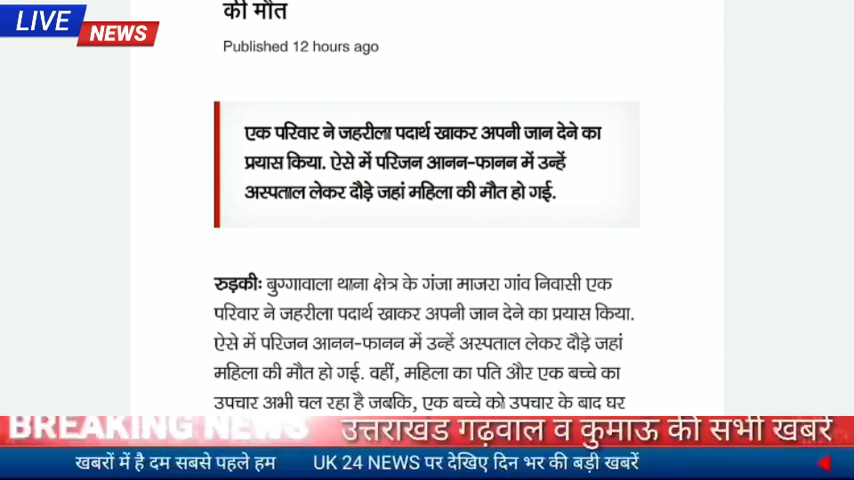 LIVE
NEWS
की मौत
Published 12 hours ago
एक परिवार ने जहरीला पदार्थ खाकर अपनी जान देने का
प्रयास किया. ऐसे में परिजन आनन-फानन में उन्हें
अस्पताल लेकर दौड़े जहां महिला की मौत हो गई.
रुड़की: बुग्गावाला थाना क्षेत्र के गंजा माजरा गांव निवासी एक
परिवार ने जहरीला पदार्थ खाकर अपनी जान देने का प्रयास किया.
ऐसे में परिजन आनन-फानन में उन्हें अस्पताल लेकर दौड़े जहां
महिला की मौत हो गई. वहीं, महिला का पति और एक बच्चे का
उपचार अभी चल रहा है जबकि, एक बच्चे को उपचार के बाद घर
BREAKING NEWS उत्तराखंड गढ़वाल व कुमाऊ की सभी खबरें
खबरों में है दम सबसे पहले हम UK 24 NEWS पर देखिए दिन भर की बड़ी खबरें